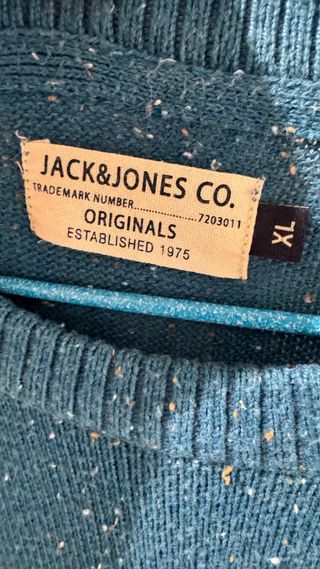 JACK&JONES CO.
TRADEMARK NUMBER....................7203011
ORIGINALS
ESTABLISHED 1975
XL